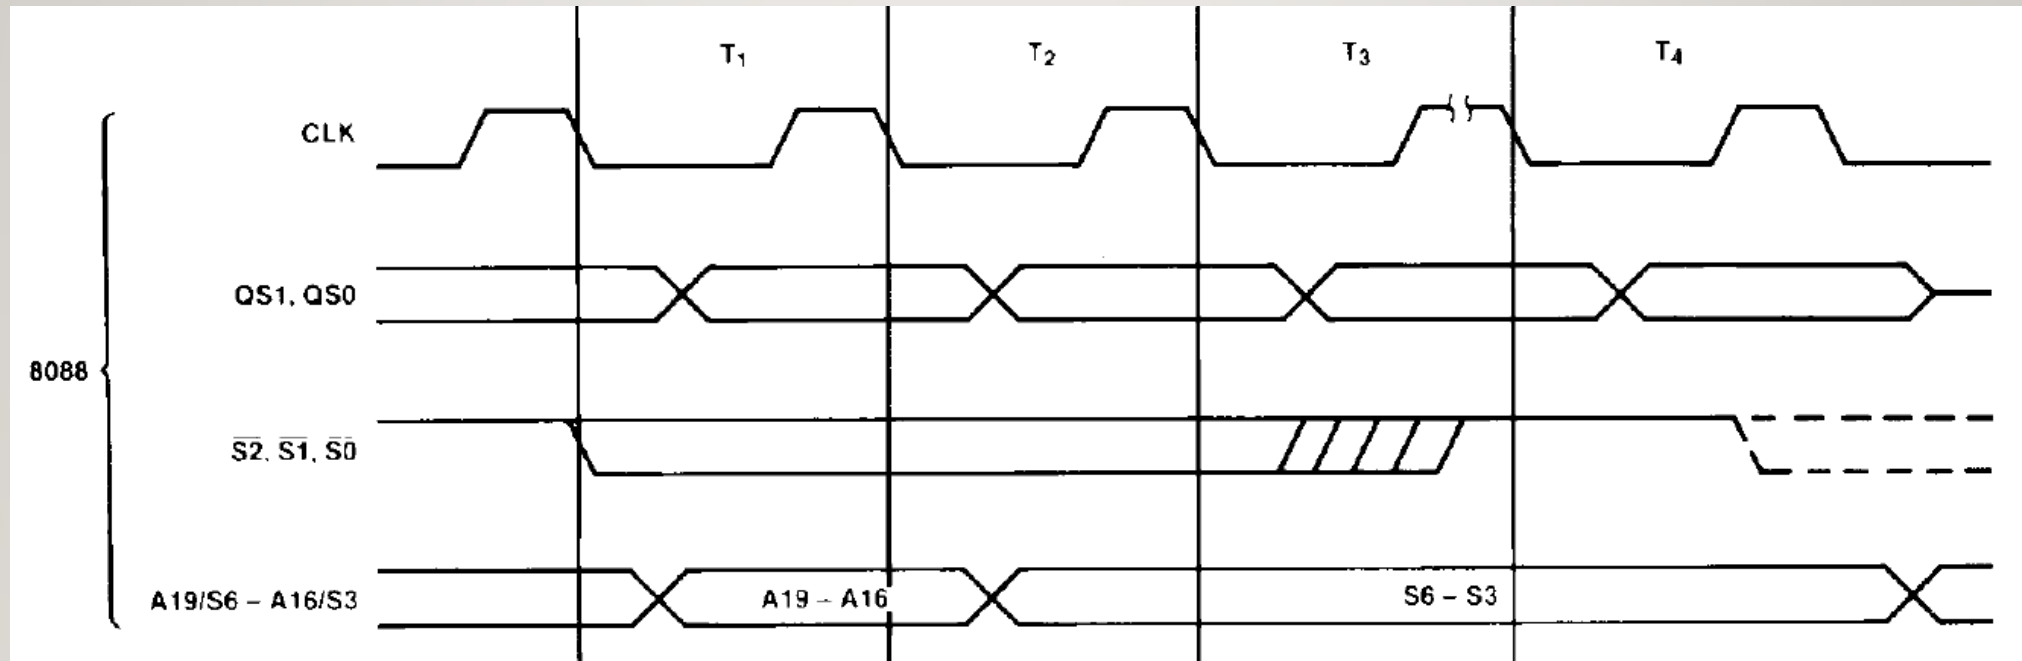 T1 T2 T3 T4
CLK
QS1, QS0
8088
S2, S1, S0
A19/S6 – A16/S3 A19 – A16 S6 – S3